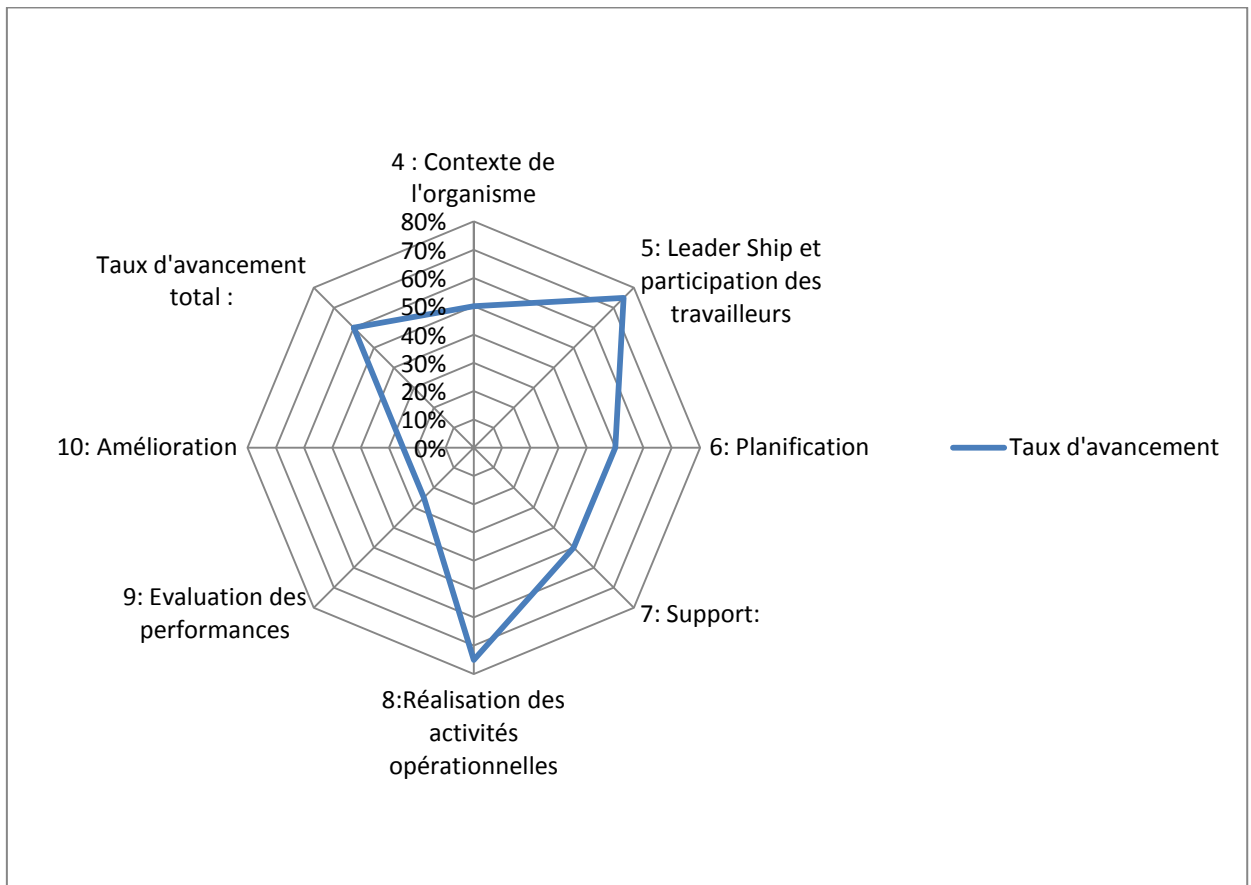 4 : Contexte de
l'organisme
80%
70%
60%
50%
40%
30%
20%
10%
0%
5: Leader Ship et
participation des
travailleurs
6: Planification
7: Support:
8:Réalisation des
activités
opérationnelles
9: Evaluation des
performances
10: Amélioration
Taux d'avancement
total :
Taux d'avancement